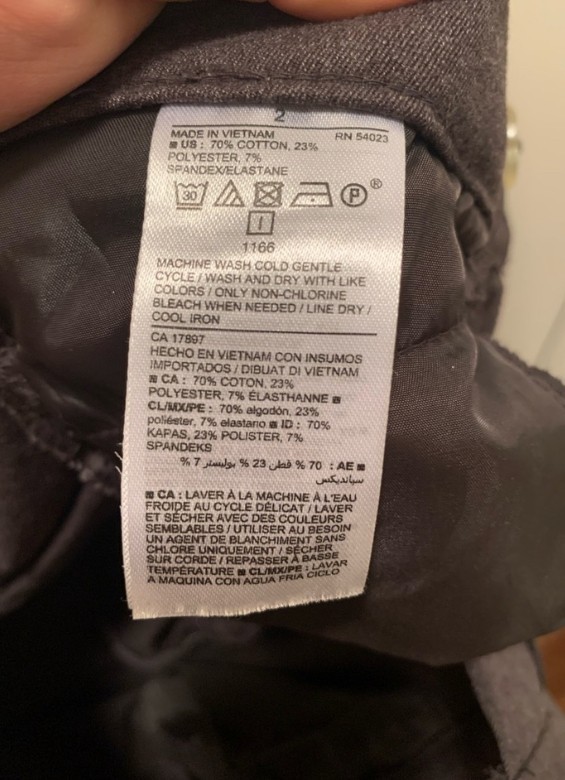 2
MADE IN VIETNAM RN 54023
■ US : 70% COTTON, 23%
POLYESTER, 7%
SPANDEX/ELASTANE
30 P ®
1166
MACHINE WASH COLD GENTLE
CYCLE / WASH AND DRY WITH LIKE
COLORS / ONLY NON-CHLORINE
BLEACH WHEN NEEDED / LINE DRY /
COOL IRON
CA 17897
HECHO EN VIETNAM CON INSUMOS
IMPORTADOS / DIBUAT DI VIETNAM
■ CA : 70% COTON, 23%
POLYESTER, 7% ÉLASTHANNE ■
CL/MX/PE : 70% algodón, 23%
poliéster, 7% elastano ■ ID : 70%
KAPAS, 23% POLISTER, 7%
SPANDEKS
■ AE : 70 % قطن 23 % بوليستر 7 %
سبانديكس
■ CA : LAVER À LA MACHINE À L'EAU
FROIDE AU CYCLE DÉLICAT / LAVER
ET SÉCHER AVEC DES COULEURS
SEMBLABLES / UTILISER AU BESOIN
UN AGENT DE BLANCHIMENT SANS
CHLORE UNIQUEMENT / SÉCHER
SUR CORDE / REPASSER À BASSE
TEMPÉRATURE ■ CL/MX/PE : LAVAR
A MAQUINA CON AGUA FRIA CICLO